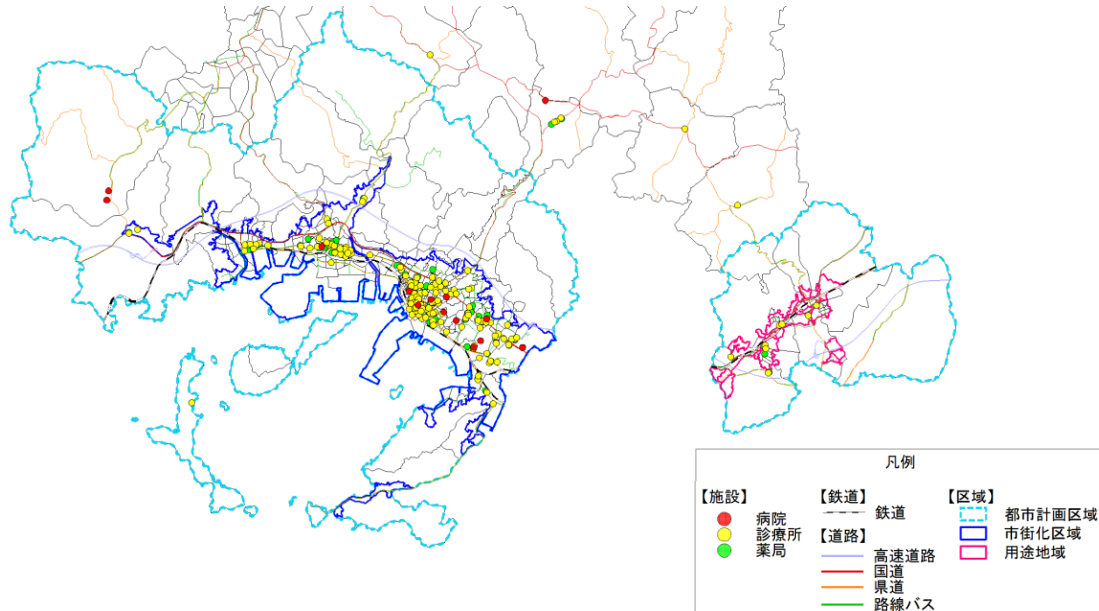 凡例
【施設】
病院
診療所
薬局
【鉄道】
鉄道
【道路】
高速道路
国道
県道
路線バス
【区域】
都市計画区域
市街化区域
用途地域